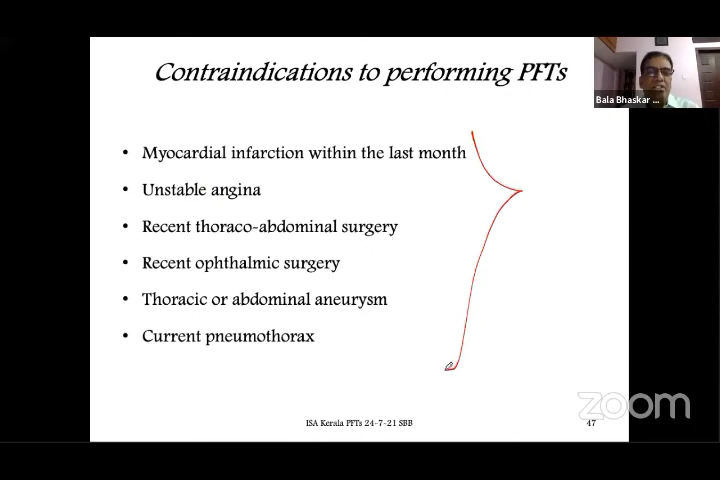 Contraindications to performing PFTs
Bala Bhaskar ...
• Myocardial infarction within the last month
• Unstable angina
• Recent thoraco-abdominal surgery
• Recent ophthalmic surgery
• Thoracic or abdominal aneurysm
• Current pneumothorax
zoom
ISA Kerala PFTs 24-7-21 SBB
47